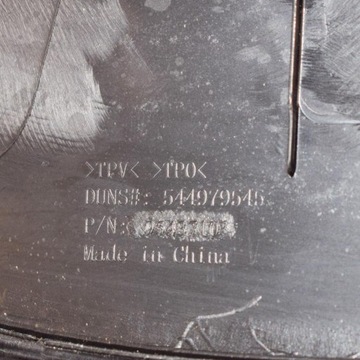 >TPV< >TPO<
DUNS#: 544979545
P/N:
Made in China